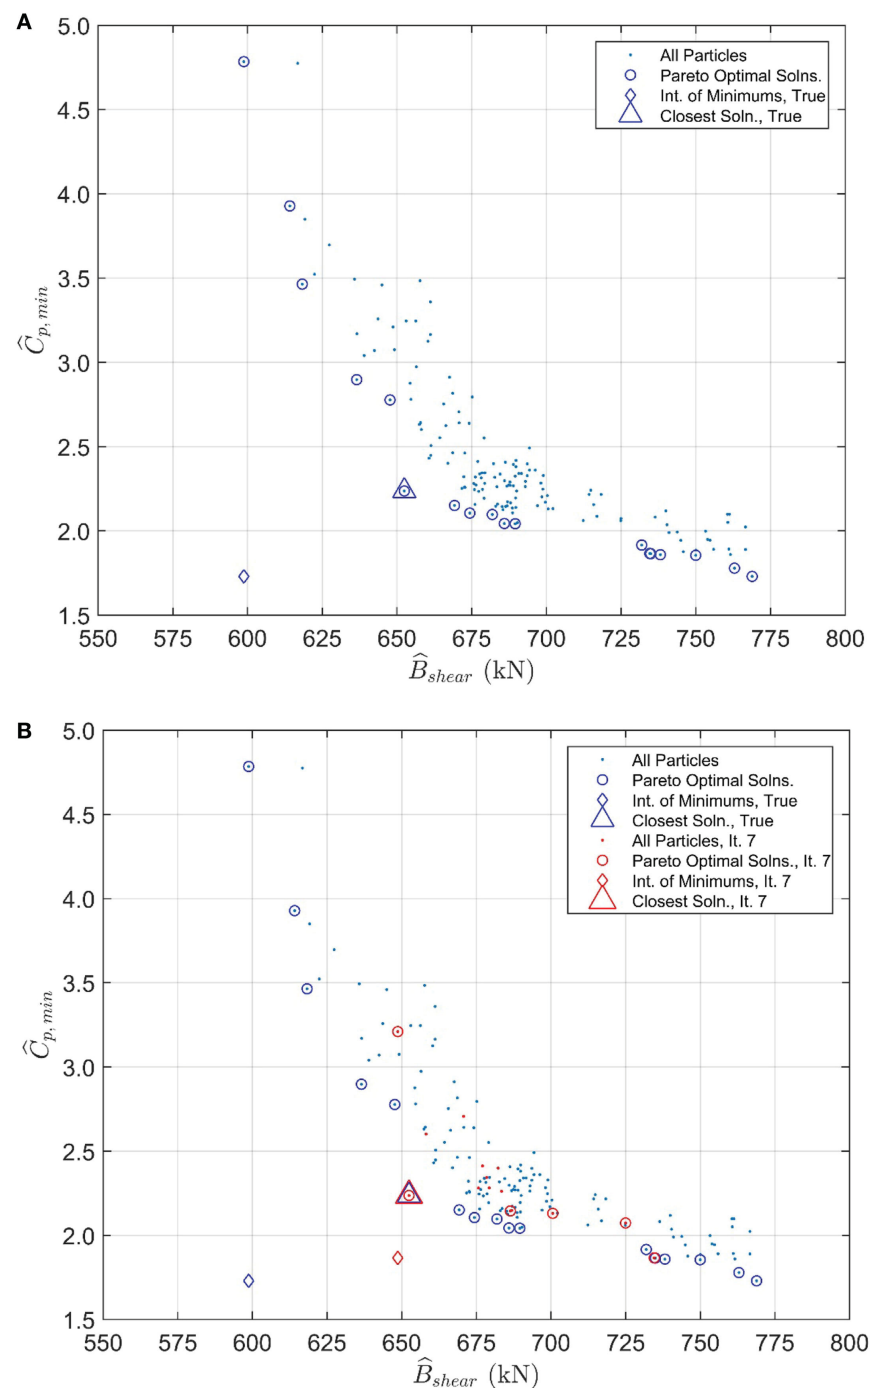 A
5.0
4.5
4.0
3.5
3.0
2.5
2.0
1.5
550 575 600 625 650 675 700 725 750 775 800
Ĉp, min
B̂shear (kN)
All Particles
Pareto Optimal Solns.
Int. of Minimums, True
Closest Soln., True
B
5.0
4.5
4.0
3.5
3.0
2.5
2.0
1.5
550 575 600 625 650 675 700 725 750 775 800
Ĉp, min
B̂shear (kN)
All Particles
Pareto Optimal Solns.
Int. of Minimums, True
Closest Soln., True
All Particles, It. 7
Pareto Optimal Solns., It. 7
Int. of Minimums, It. 7
Closest Soln., It. 7